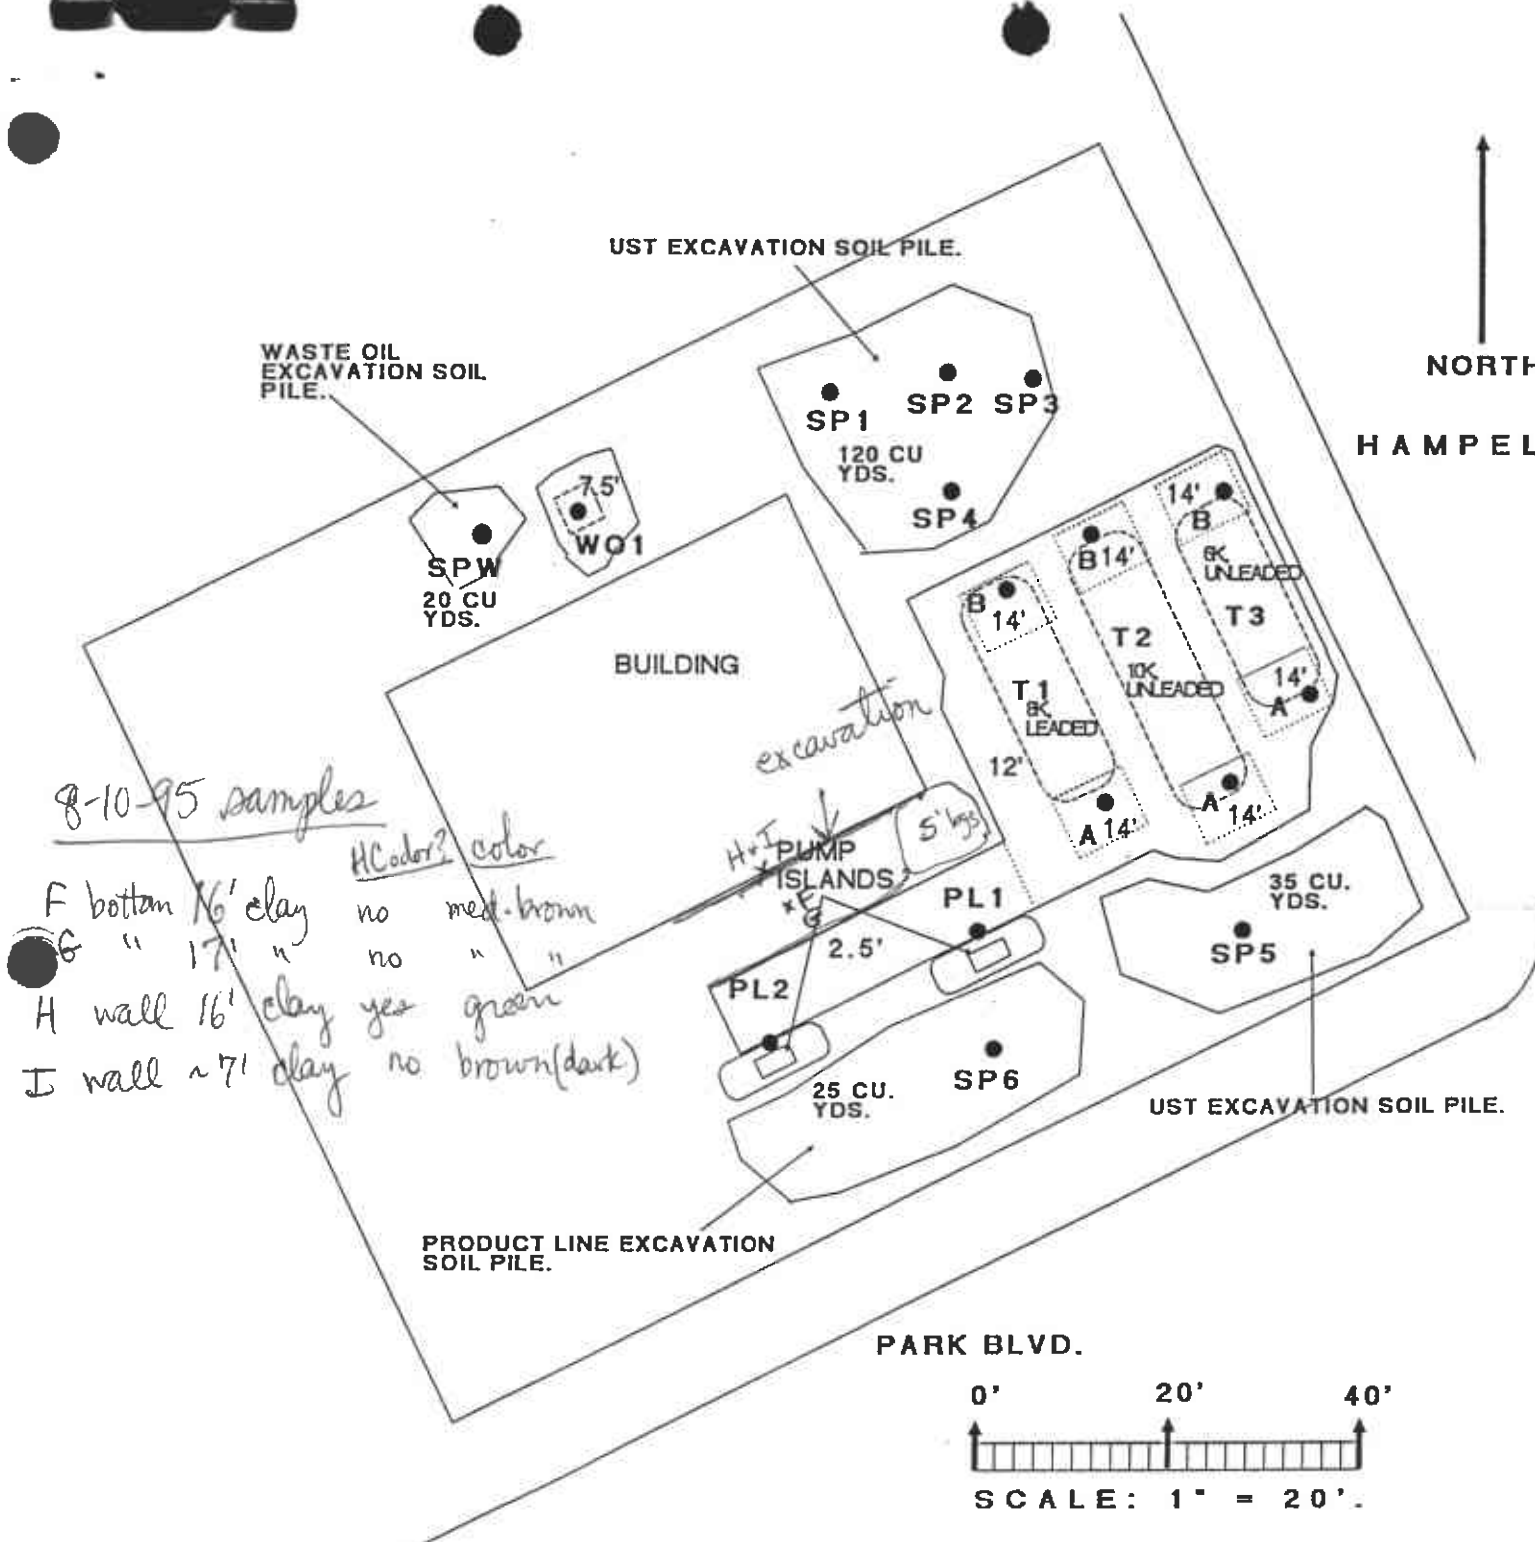 UST EXCAVATION SOIL PILE.
WASTE OIL
EXCAVATION SOIL
PILE.
NORTH
HAMPEL
SP1
SP2
SP3
120 CU
YDS.
SP4
7.5'
WO1
SPW
20 CU
YDS.
14'
B
6K
UNLEADED
T3
14'
A
B 14'
T2
10K
UNLEADED
A
14'
B
14'
T1
8K
LEADED
12'
A 14'
BUILDING
excavation
5' bgs
H + I
PUMP
ISLANDS
PL1
2.5'
PL2
8-10-95 samples
HC odor? color
F bottom 16' clay no med. brown
G " 17' " no " "
H wall 16' clay yes green
I wall ~7' clay no brown (dark)
35 CU.
YDS.
SP5
SP6
25 CU.
YDS.
UST EXCAVATION SOIL PILE.
PRODUCT LINE EXCAVATION
SOIL PILE.
PARK BLVD.
0' 20' 40'
SCALE: 1" = 20'.